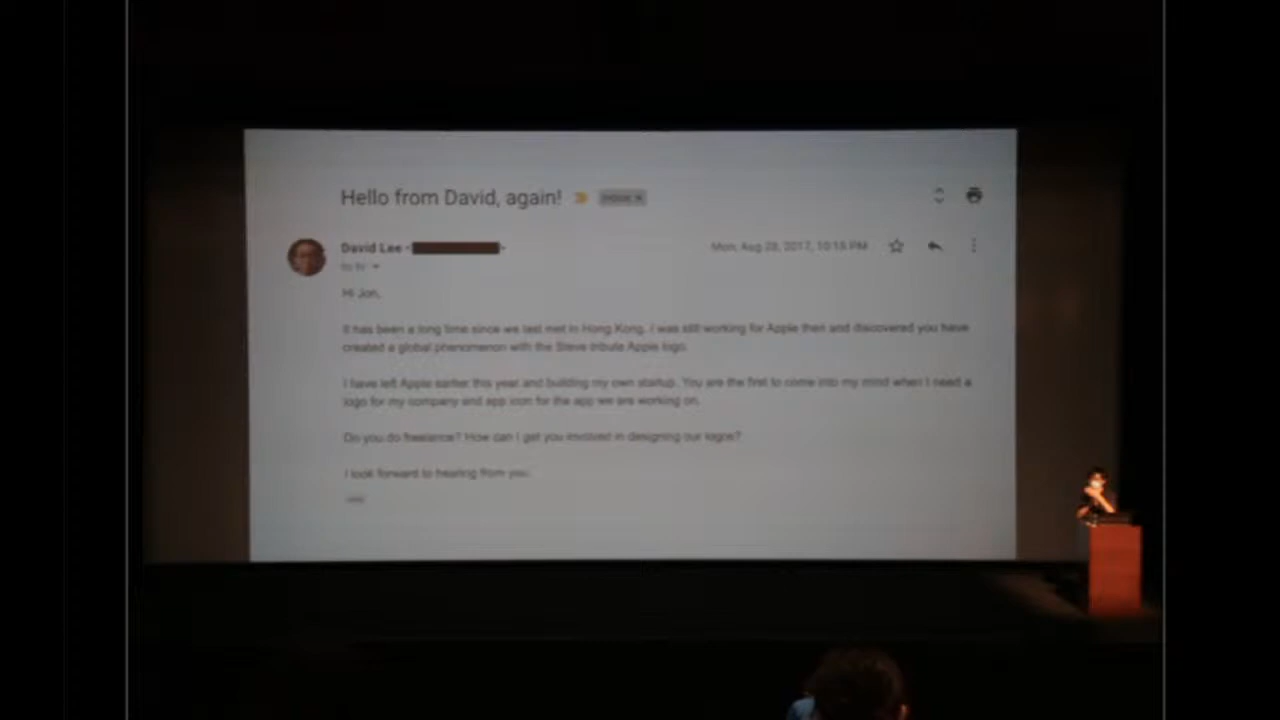 Hello from David, again!
David Lee
Mon, Aug 28, 2017, 10:15 PM
to me
Hi Jon,
It has been a long time since we last met in Hong Kong. I was still working for Apple then and discovered you have
created a global phenomenon with the Steve tribute Apple logo.
I have left Apple earlier this year and building my own startup. You are the first to come into my mind when I need a
logo for my company and app icon for the app we are working on.
Do you do freelance? How can I get you involved in designing our logos?
I look forward to hearing from you.